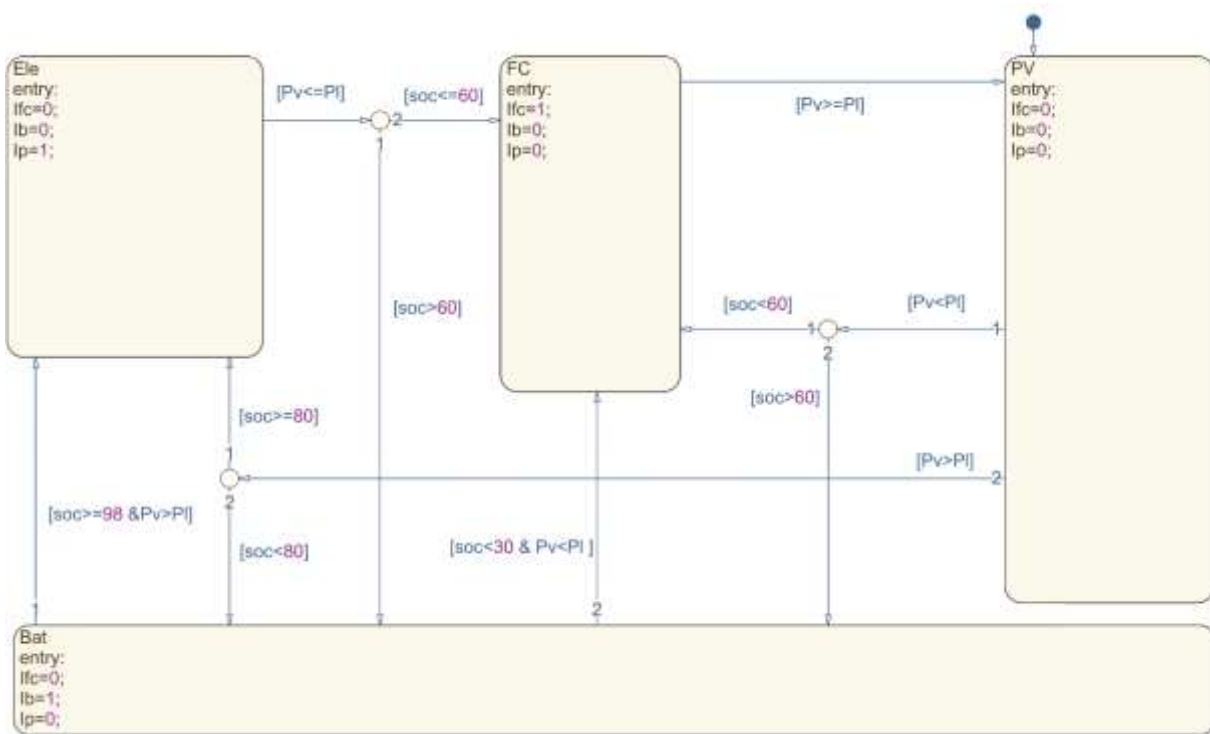 Ele
entry:
Ifc=0;
Ib=0;
Ip=1;
[Pv<=Pl]
2
1
[soc<=60]
[soc>60]
FC
entry:
Ifc=1;
Ib=0;
Ip=0;
[Pv>=Pl]
PV
entry:
Ifc=0;
Ib=0;
Ip=0;
[soc<60]
1
2
[Pv<Pl]
1
[soc>60]
[Pv>Pl]
2
[soc>=80]
1
2
[soc>=98 &Pv>Pl]
[soc<80]
[soc<30 & Pv<Pl ]
1
2
Bat
entry:
Ifc=0;
Ib=1;
Ip=0;